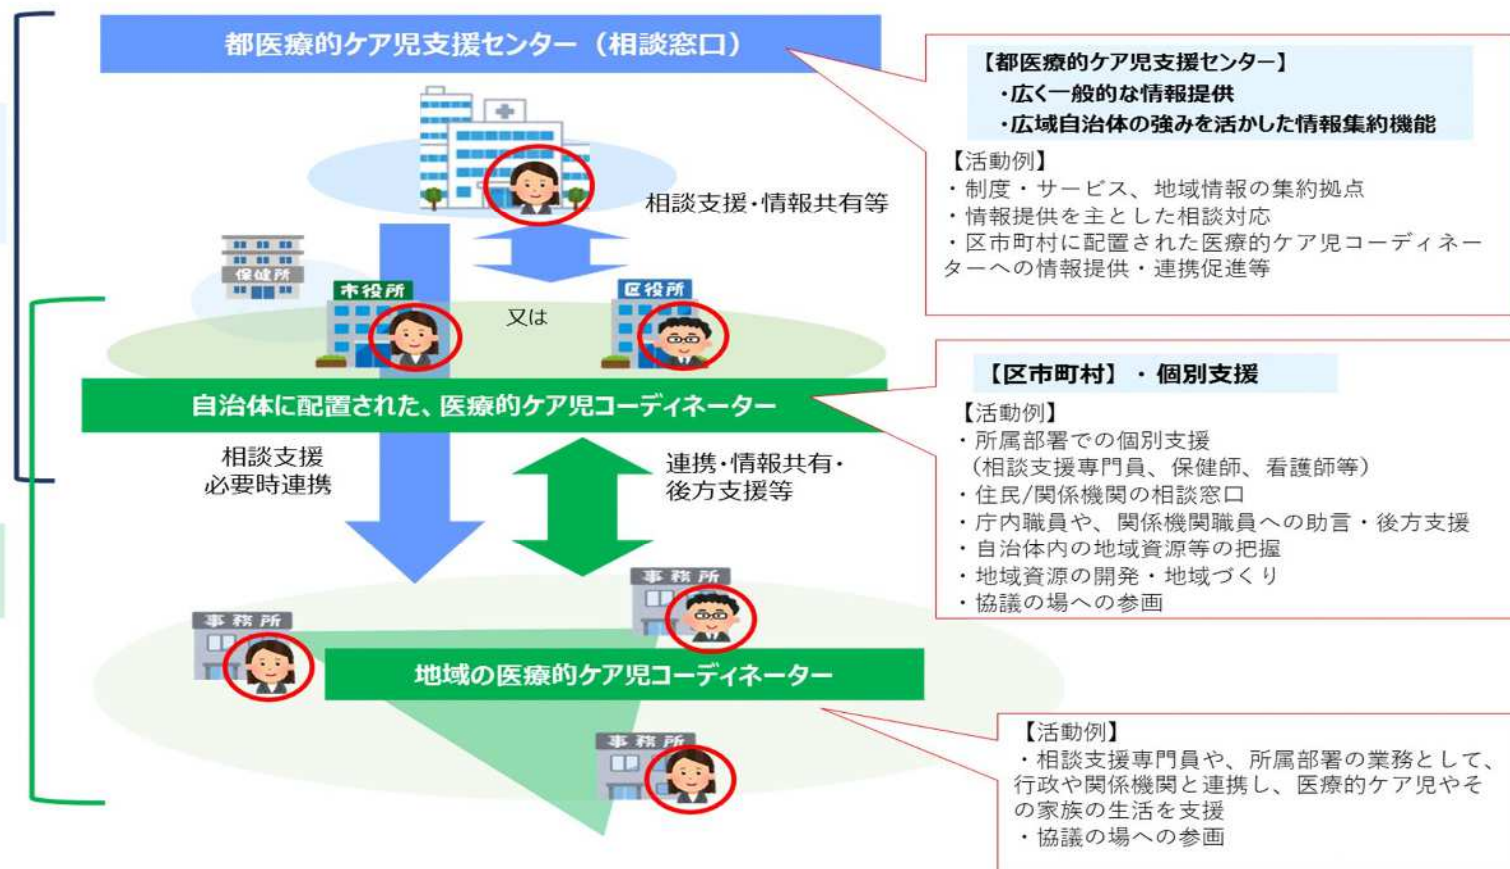 都医療的ケア児支援センター（相談窓口）
相談支援・情報共有等
保健所
市役所
又は
区役所
自治体に配置された、医療的ケア児コーディネーター
相談支援
必要時連携
連携・情報共有・
後方支援等
事務所
事務所
地域の医療的ケア児コーディネーター
事務所
【都医療的ケア児支援センター】
・広く一般的な情報提供
・広域自治体の強みを活かした情報集約機能
【活動例】
・制度・サービス、地域情報の集約拠点
・情報提供を主とした相談対応
・区市町村に配置された医療的ケア児コーディネー
ターへの情報提供・連携促進等
【区市町村】・個別支援
【活動例】
・所属部署での個別支援
（相談支援専門員、保健師、看護師等）
・住民/関係機関の相談窓口
・庁内職員や、関係機関職員への助言・後方支援
・自治体内の地域資源等の把握
・地域資源の開発・地域づくり
・協議の場への参画
【活動例】
・相談支援専門員や、所属部署の業務として、
行政や関係機関と連携し、医療的ケア児やそ
の家族の生活を支援
・協議の場への参画